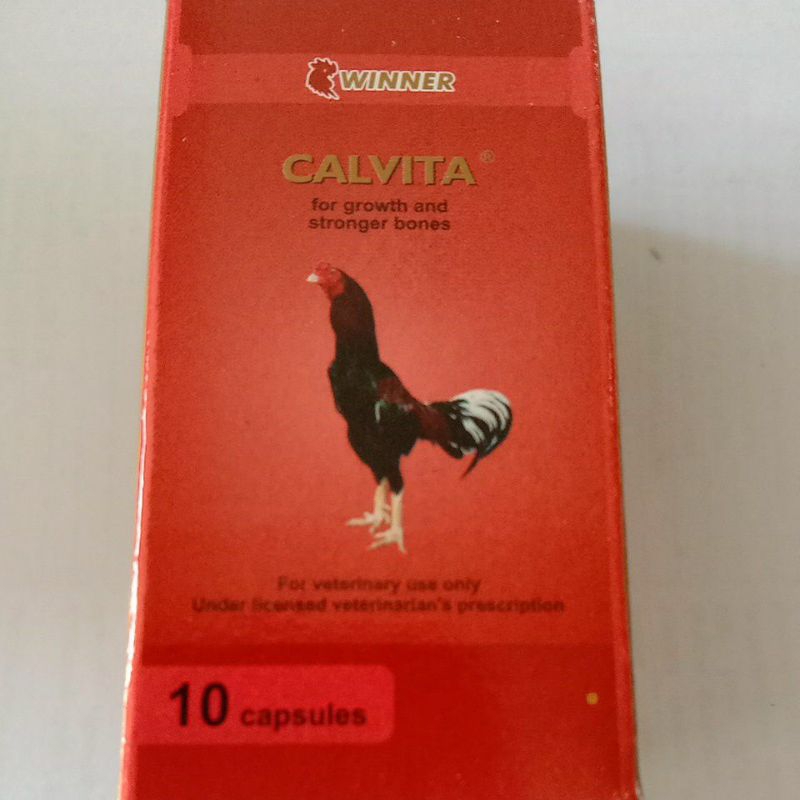 WINNER
CALVITA®
for growth and
stronger bones
For veterinary use only
Under licensed veterinarian's prescription
10 capsules